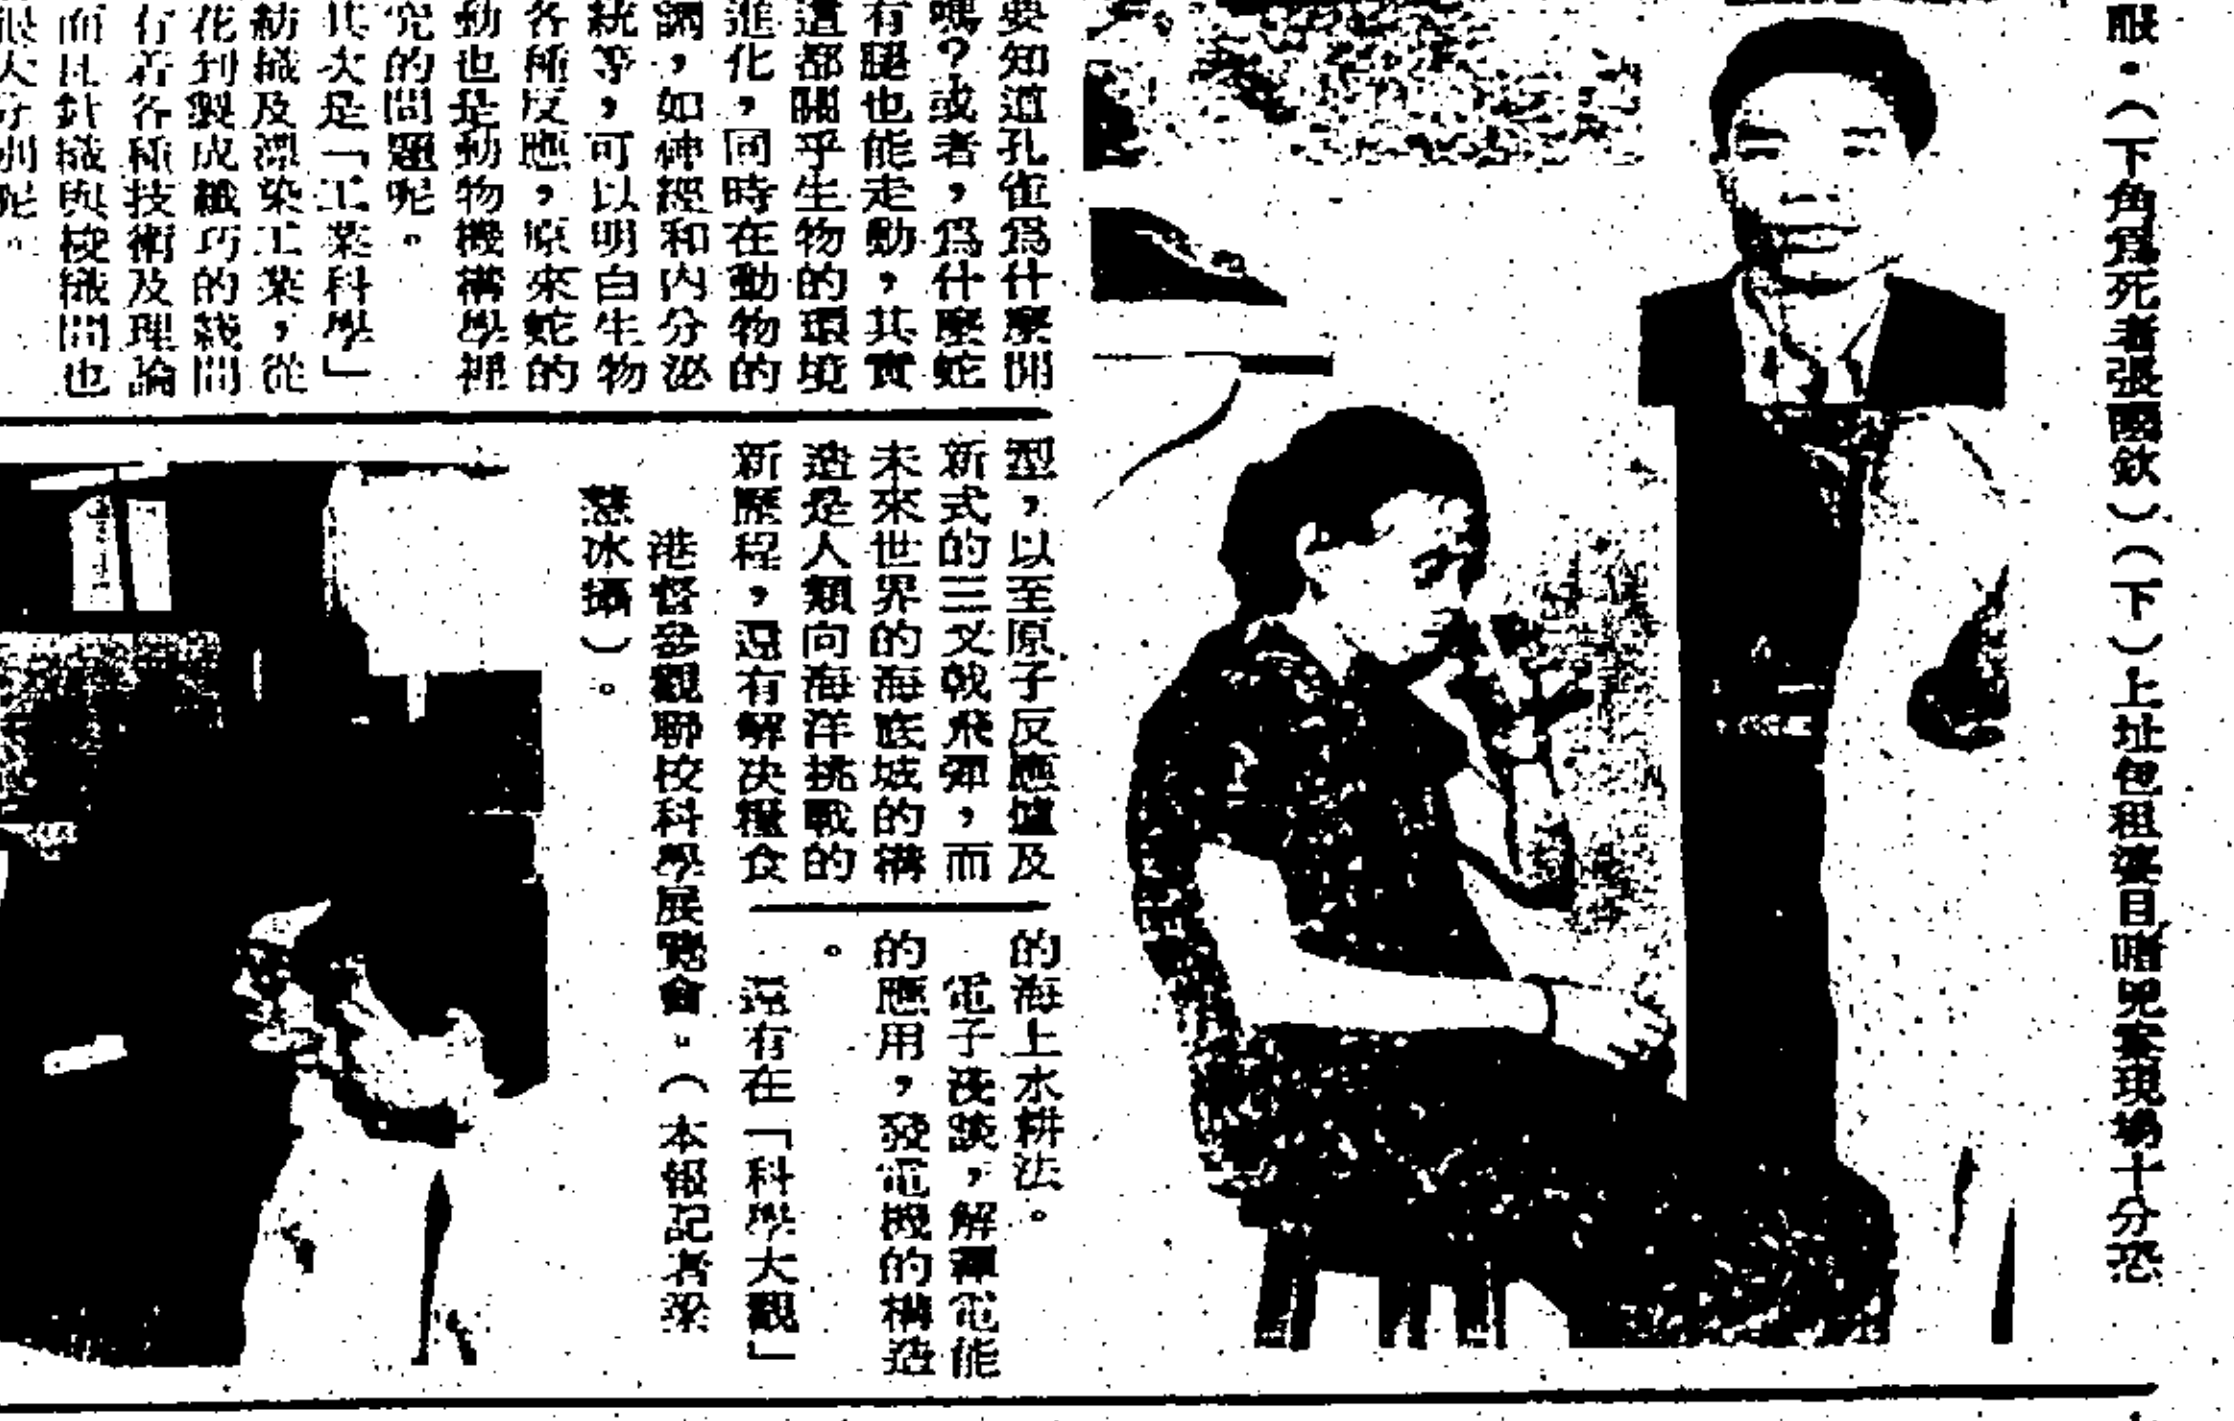 眼。（下角為死者張國欽）（下）上址包租婆目睹兇案現場十分恐
要知道孔雀爲什麼開
嗎？或者，爲什麼蛇
有腿也能走動，其實
這都關乎生物的環境
進化，同時在動物的
調，如神經和內分泌
統等，可以明白生物
各種反應，原來蛇的
動也是動物機構學裡
究的問題呢。
其次是「工業科學」
紡織及漂染工業，從
花到製成纖巧的錢間
有着各種技術及理論
而且針織與梭織間也
很大分別呢。
型，以至原子反應爐及
新式的三叉戟飛彈，而
未來世界的海底城的構
造是人類向海洋挑戰的
新歷程，還有解決糧食
的海上水耕法。
電子淺談，解釋電能
的應用，發電機的構造
。
還有在「科學大觀」
港督參觀聯校科學展覽會。（本報記者梁
慧冰攝）。